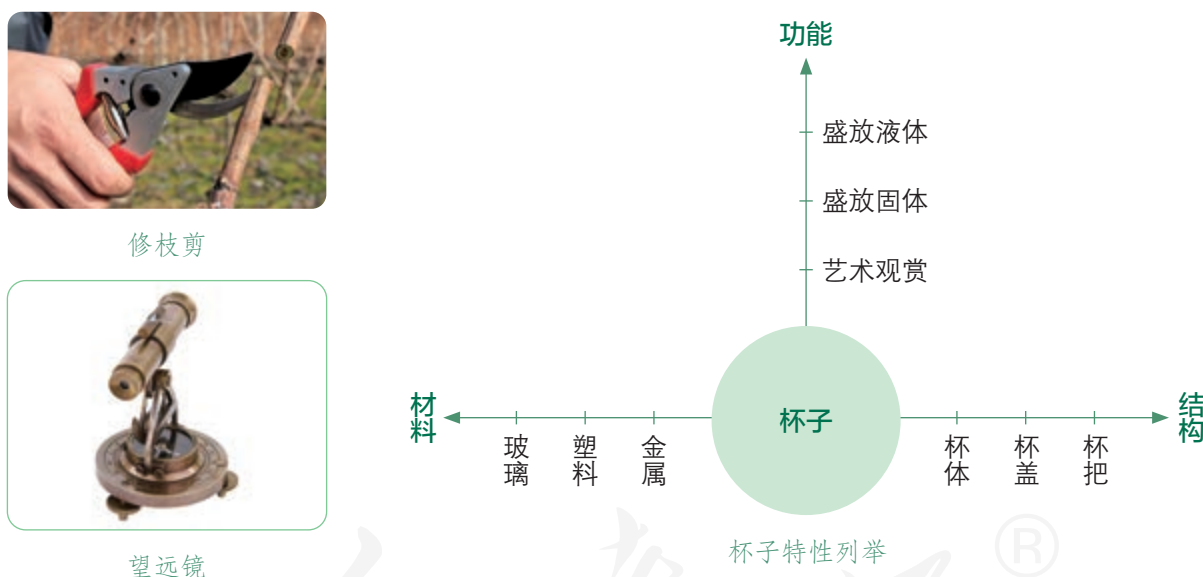 修枝剪
望远镜
功能
盛放液体
盛放固体
艺术观赏
材料
玻璃
塑料
金属
杯子
杯体
杯盖
杯把
结构
杯子特性列举
®